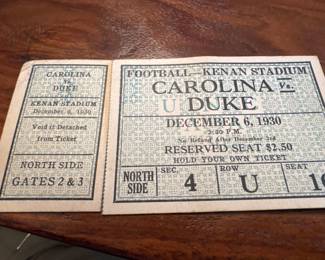 CAROLINA
vs.
DUKE
KENAN STADIUM
December 6, 1930
Void if Detached
from Ticket
NORTH SIDE
GATES 2 & 3
FOOTBALL—KENAN STADIUM
CAROLINA Vs.
U DUKE
DECEMBER 6, 1930
2:30 P.M.
No Refund After December 3rd
RESERVED SEAT $2.50
HOLD YOUR OWN TICKET
NORTH
SIDE
SEC.
4
ROW
U
SEAT